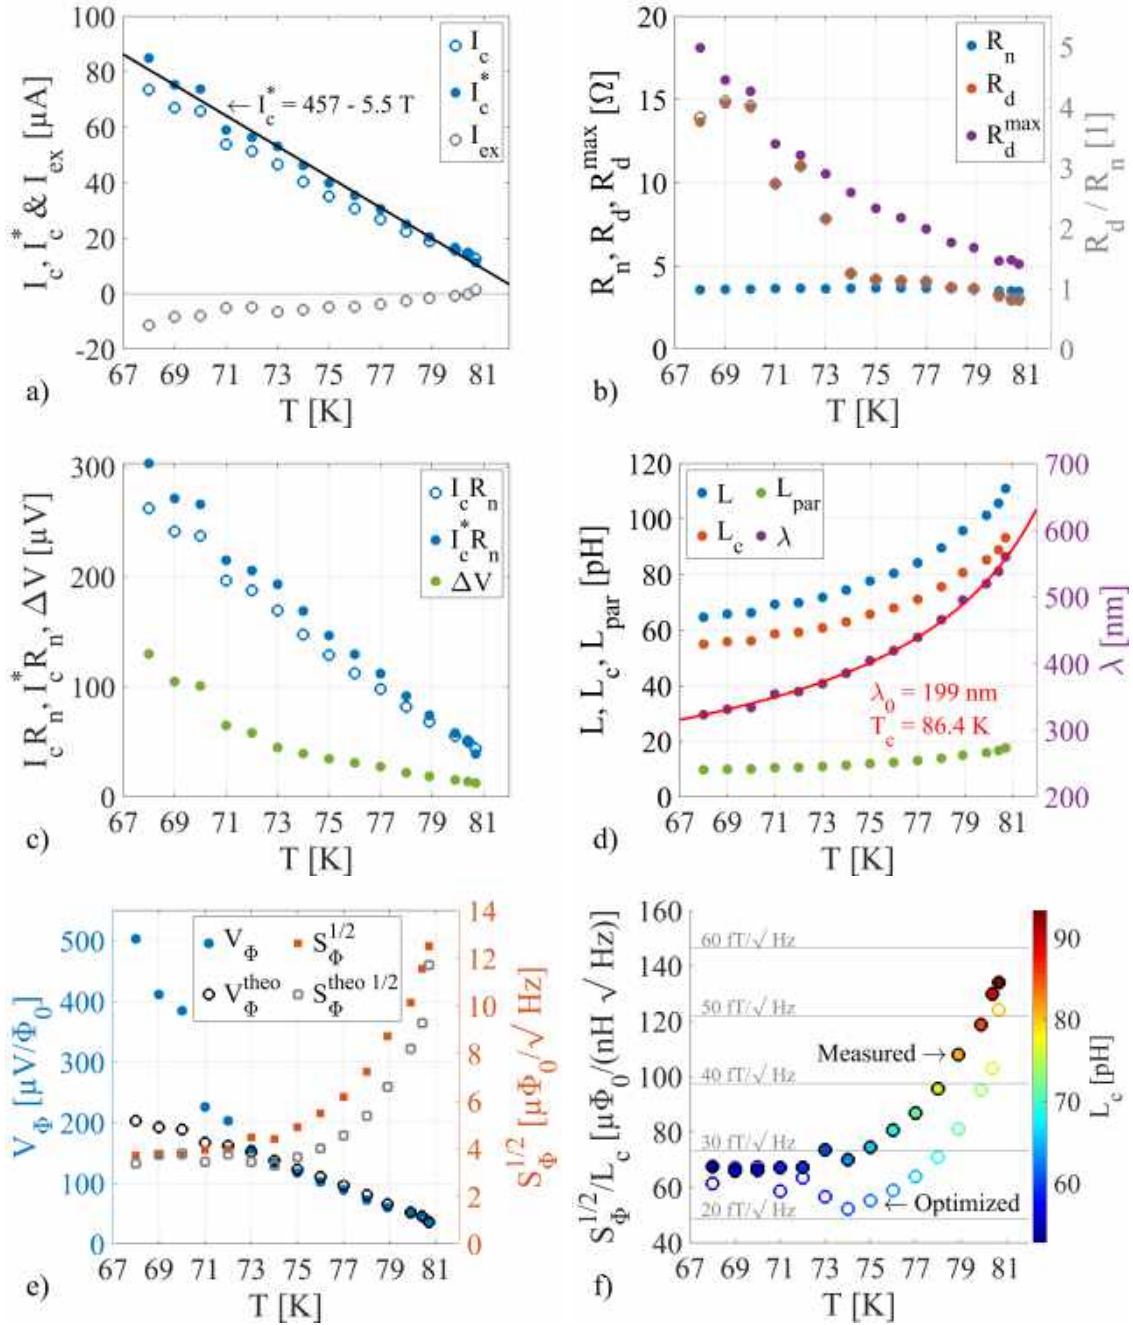 100
80
60
40
20
0
-20
I_c, I_c^* & I_ex [μA]
I_c
I_c^*
I_ex
← I_c^* = 457 - 5.5 T
67 69 71 73 75 77 79 81
T [K]
a)
20
15
10
5
0
R_n, R_d, R_d^max [Ω]
R_n
R_d
R_d^max
5
4
3
2
1
0
R_d / R_n [1]
67 69 71 73 75 77 79 81
T [K]
b)
300
200
100
0
I_c R_n, I_c^* R_n, ΔV [μV]
I_c R_n
I_c^* R_n
ΔV
67 69 71 73 75 77 79 81
T [K]
c)
120
100
80
60
40
20
0
L, L_c, L_par [pH]
L L_par
L_c λ
λ_0 = 199 nm
T_c = 86.4 K
700
600
500
400
300
200
λ [nm]
67 69 71 73 75 77 79 81
T [K]
d)
500
400
300
200
100
0
V_Φ [μV/Φ_0]
V_Φ S_Φ^1/2
V_Φ^theo S_Φ^theo 1/2
14
12
10
8
6
4
2
0
S_Φ^1/2 [μΦ_0/√Hz]
67 69 71 73 75 77 79 81
T [K]
e)
160
140
120
100
80
60
40
S_Φ^1/2/L_c [μΦ_0/(nH √Hz)]
60 fT/√Hz
50 fT/√Hz
40 fT/√Hz
30 fT/√Hz
20 fT/√Hz
Measured →
← Optimized
90
80
70
60
L_c [pH]
67 69 71 73 75 77 79 81
T [K]
f)